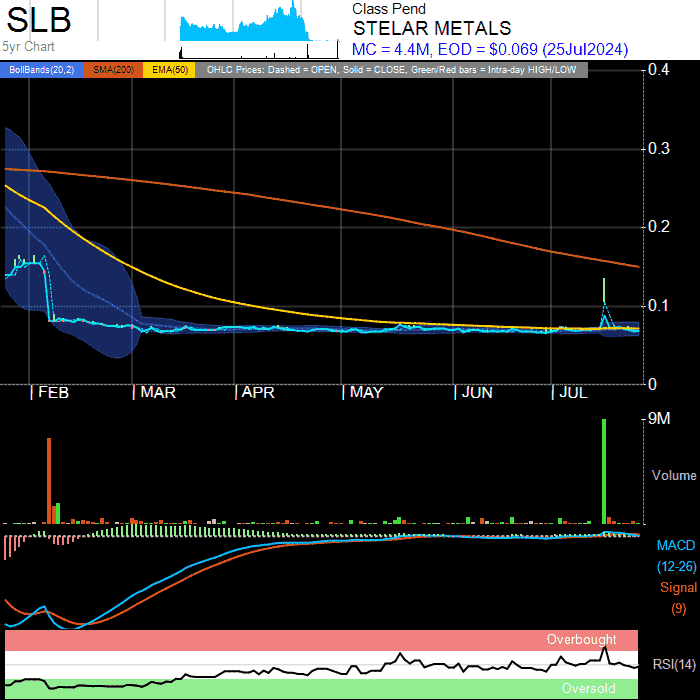 SLB
Class Pend
STELAR METALS
5yr Chart
MC = 4.4M, EOD = $0.069 (25Jul2024)
BollBands(20,2) SMA(200) EMA(50) OHLC Prices: Dashed = OPEN, Solid = CLOSE, Green/Red bars = Intra-day HIGH/LOW
0.4
0.3
0.2
0.1
0
FEB MAR APR MAY JUN JUL
9M
Volume
MACD
(12-26)
Signal
(9)
Overbought
RSI(14)
Oversold